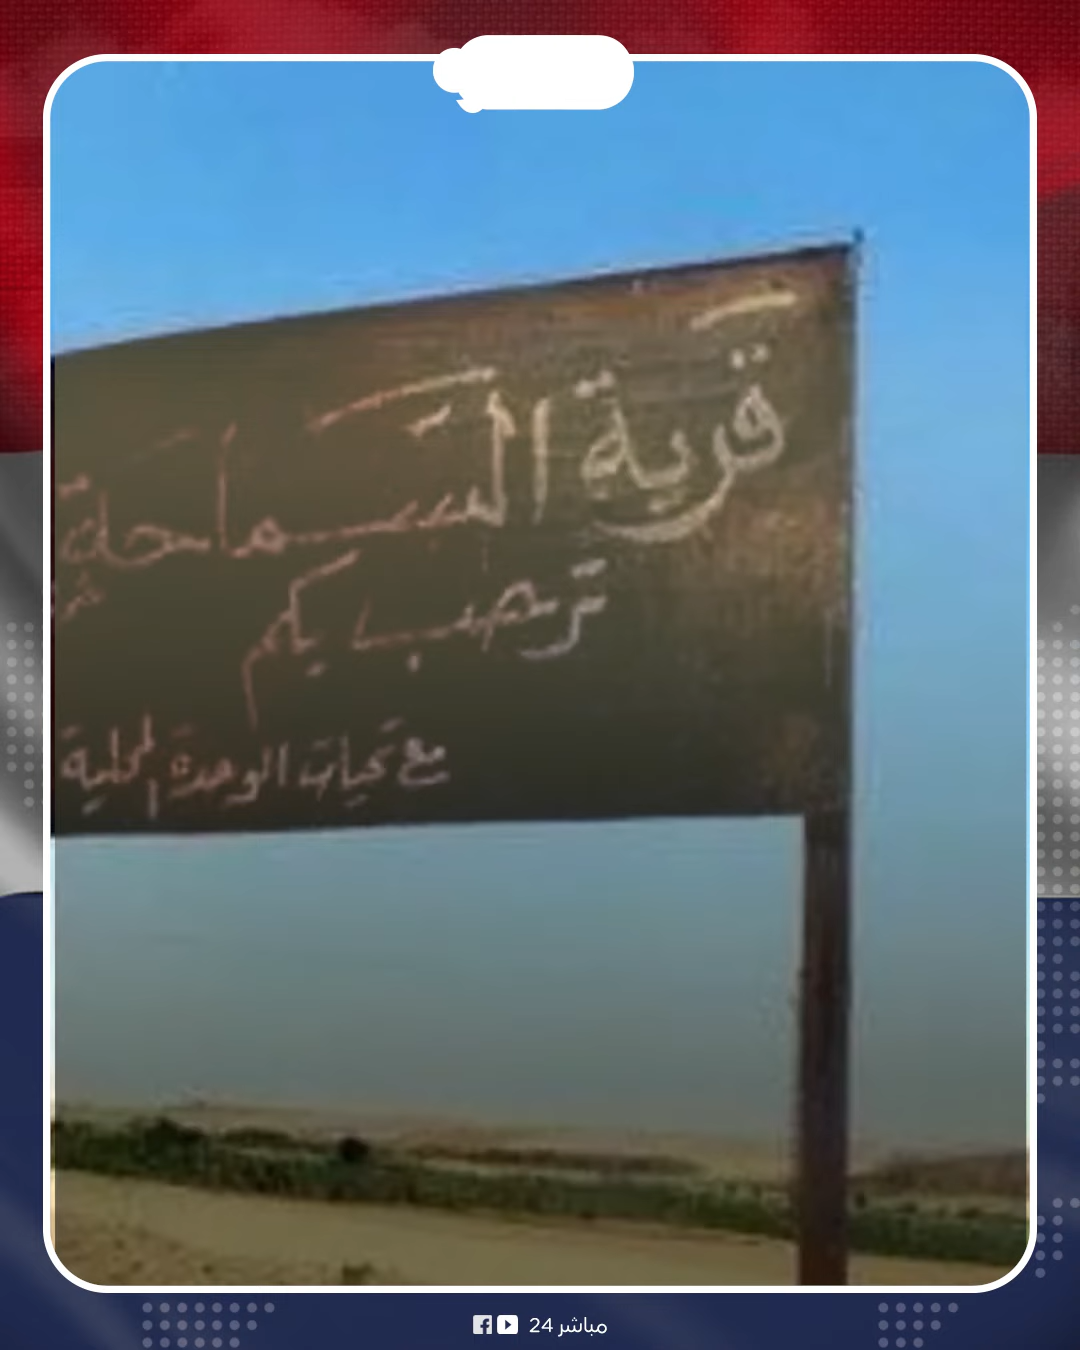 قرية السماحة
ترحب بكم
مع تحيات الوحدة المحلية
مباشر 24